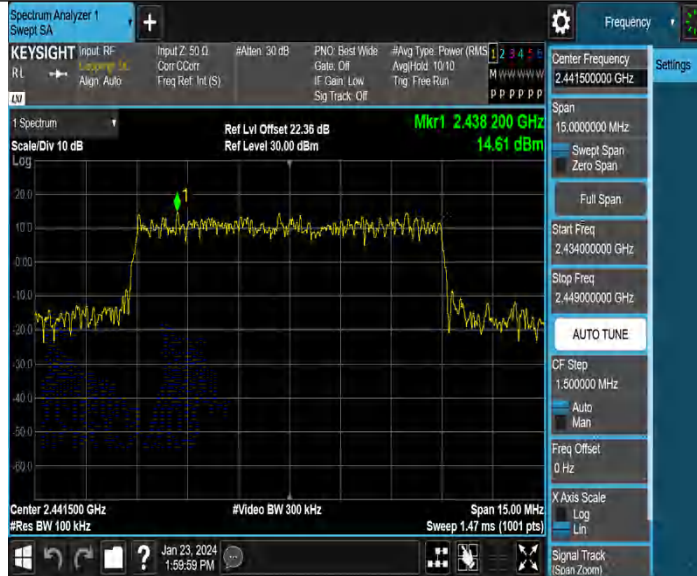 Spectrum Analyzer 1
Swept SA
+
Frequency
KEYSIGHT
Input: RF
Input Z: 50 Ω
#Atten: 30 dB
PNO: Best Wide
#Avg Type: Power (RMS
1 2 3 4 5 6
RL
Corr CCorr
Gate: Off
Avg|Hold: 10/10
M W W W W W
Align: Auto
Freq Ref: Int (S)
IF Gain: Low
Trig: Free Run
Sig Track: Off
P P P P P P
1 Spectrum
Scale/Div 10 dB
Ref Lvl Offset 22.36 dB
Ref Level 30.00 dBm
Mkr1 2.438 200 GHz
14.61 dBm
Log
1
20.0
10.0
0.00
-10.0
-20.0
-30.0
-40.0
-50.0
-60.0
Center 2.441500 GHz
#Video BW 300 kHz
Span 15.00 MHz
#Res BW 100 kHz
Sweep 1.47 ms (1001 pts)
?
Jan 23, 2024
1:59:59 PM
Center Frequency
2.441500000 GHz
Settings
Span
15.0000000 MHz
Swept Span
Zero Span
Full Span
Start Freq
2.434000000 GHz
Stop Freq
2.449000000 GHz
AUTO TUNE
CF Step
1.500000 MHz
Auto
Man
Freq Offset
0 Hz
X Axis Scale
Log
Lin
Signal Track
(Span Zoom)